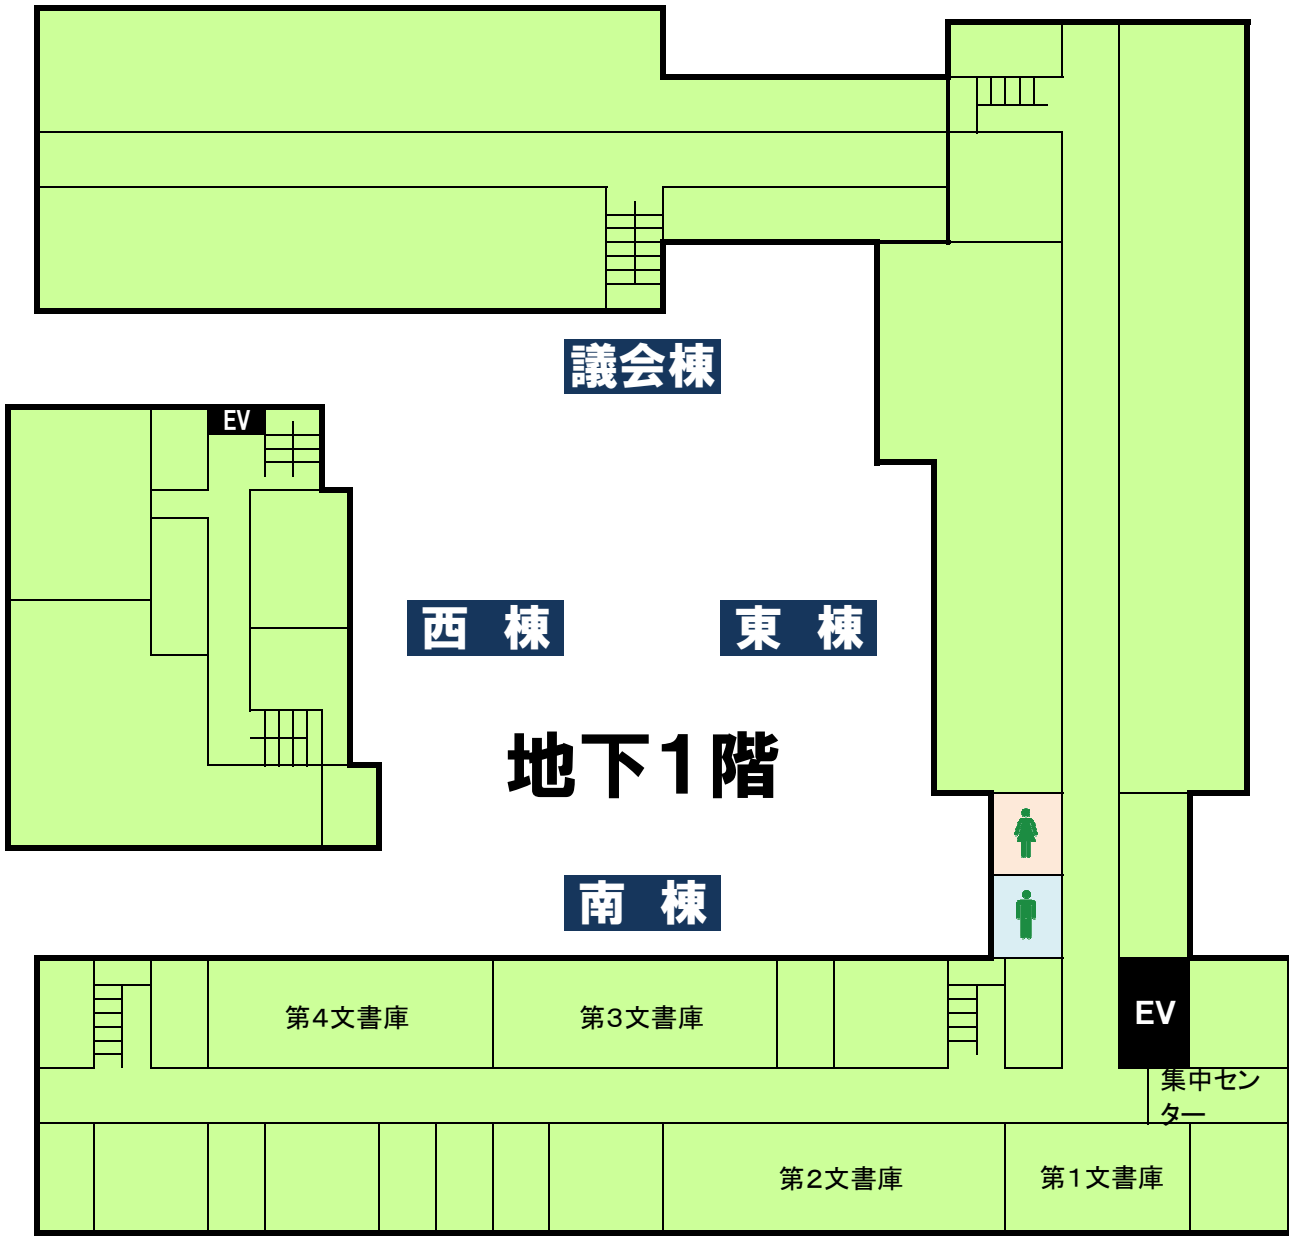 議会棟
EV
西　棟
東　棟
地下1階
南　棟
EV
第4文書庫
第3文書庫
集中セン
ター
第2文書庫
第1文書庫